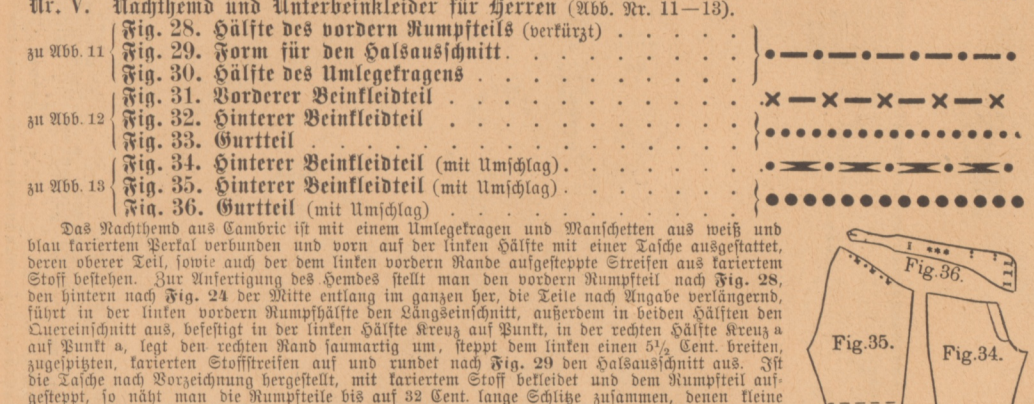 Nr. V. Nachthemd und Unterbeinkleider für Herren (Abb. Nr. 11—13).
zu Abb. 11
Fig. 28. Hälfte des vordern Rumpfteils (verkürzt)
Fig. 29. Form für den Halsausschnitt
Fig. 30. Hälfte des Umlegekragens
zu Abb. 12
Fig. 31. Vorderer Beinkleidteil
Fig. 32. Hinterer Beinkleidteil
Fig. 33. Gurtteil
zu Abb. 13
Fig. 34. Hinterer Beinkleidteil (mit Umschlag)
Fig. 35. Hinterer Beinkleidteil (mit Umschlag)
Fig. 36. Gurtteil (mit Umschlag)
Das Nachthemd aus Cambric ist mit einem Umlegekragen und Manschetten aus weiß und
blau kariertem Perkal verbunden und vorn auf der linken Hälfte mit einer Tasche ausgestattet,
deren oberer Teil, sowie auch der dem linken vordern Rande aufgesteppte Streifen aus kariertem
Stoff bestehen. Zur Anfertigung des Hemdes stellt man den vordern Rumpfteil nach Fig. 28,
den hintern nach Fig. 24 der Mitte entlang im ganzen her, die Teile nach Angabe verlängernd,
führt in der linken vordern Rumpfhälfte den Längseinschnitt, außerdem in beiden Hälften den
Quereinschnitt aus, befestigt in der linken Hälfte Kreuz auf Punkt, in der rechten Hälfte Kreuz a
auf Punkt a, legt den rechten Rand saumartig um, steppt dem linken einen 5½ Cent. breiten,
zugespitzten, karierten Stoffstreifen auf und rundet nach Fig. 29 den Halsausschnitt aus. Ist
die Tasche nach Vorzeichnung hergestellt, mit kariertem Stoff bekleidet und dem Rumpfteil auf-
gesteppt, so näht man die Rumpfteile bis auf 32 Cent. lange Schlitze zusammen, denen kleine
Fig.36.
Fig.35.
Fig.34.